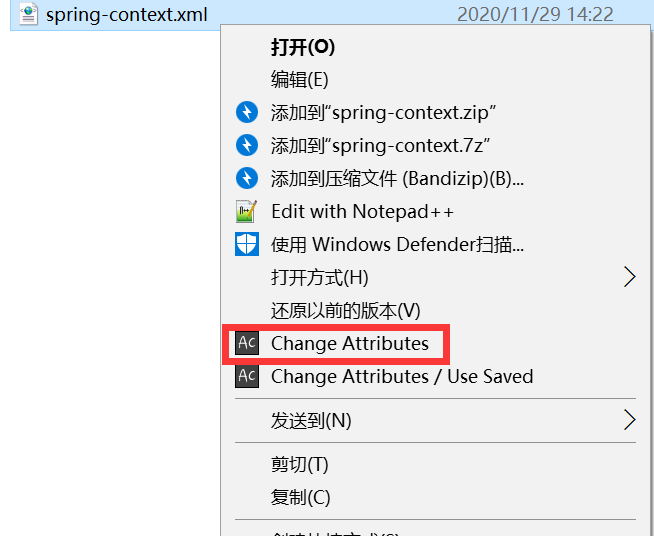 spring-context.xml 2020/11/29 14:22
打开(O)
编辑(E)
添加到“spring-context.zip”
添加到“spring-context.7z”
添加到压缩文件 (Bandizip)(B)...
Edit with Notepad++
使用 Windows Defender扫描...
打开方式(H)
还原以前的版本(V)
Ac Change Attributes
Ac Change Attributes / Use Saved
发送到(N)
剪切(T)
复制(C)